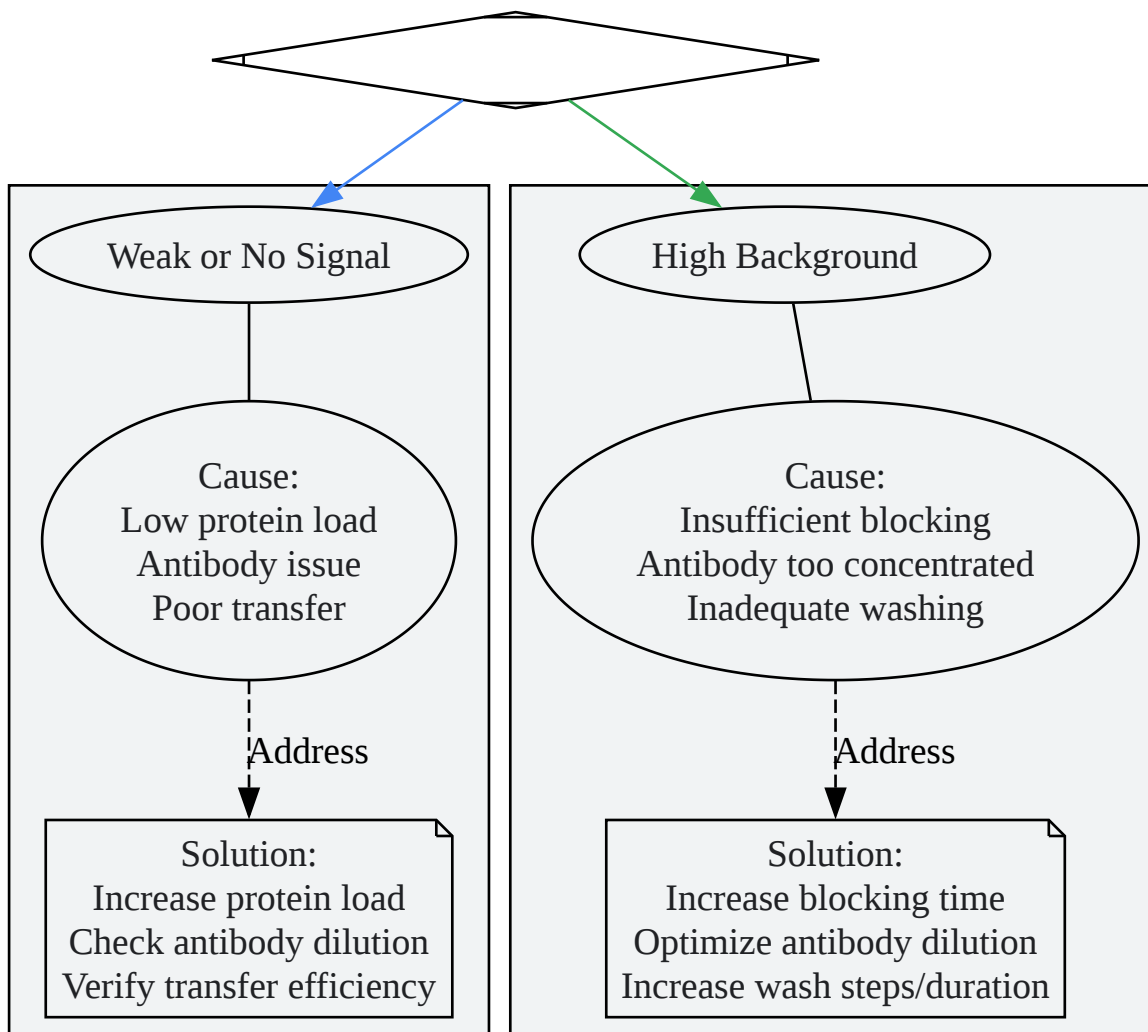 Weak or No Signal
High Background
Cause:
Low protein load
Antibody issue
Poor transfer
Cause:
Insufficient blocking
Antibody too concentrated
Inadequate washing
Address
Address
Solution:
Increase protein load
Check antibody dilution
Verify transfer efficiency
Solution:
Increase blocking time
Optimize antibody dilution
Increase wash steps/duration